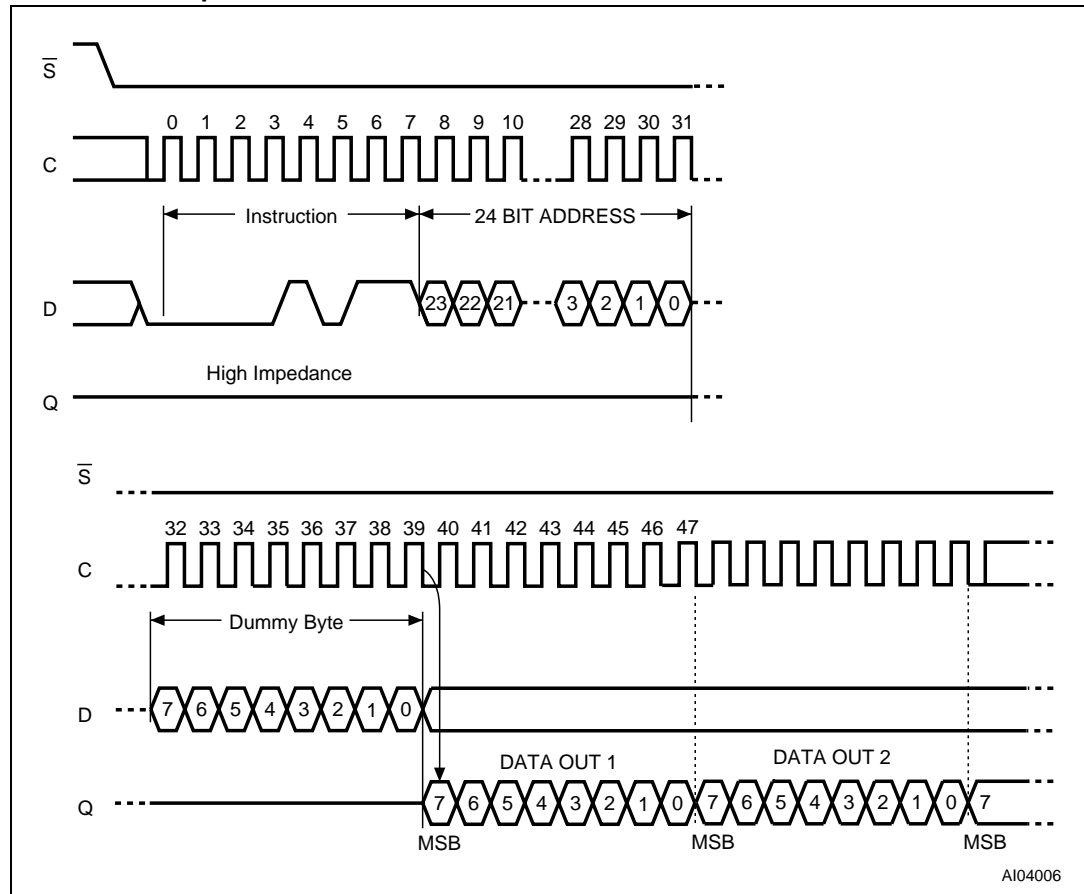 S
0 1 2 3 4 5 6 7 8 9 10 28 29 30 31
C
Instruction 24 BIT ADDRESS
D 23 22 21 3 2 1 0
High Impedance
Q
S
32 33 34 35 36 37 38 39 40 41 42 43 44 45 46 47
C
Dummy Byte
D 7 6 5 4 3 2 1 0
DATA OUT 1 DATA OUT 2
Q 7 6 5 4 3 2 1 0 7 6 5 4 3 2 1 0 7
MSB MSB MSB
AI04006